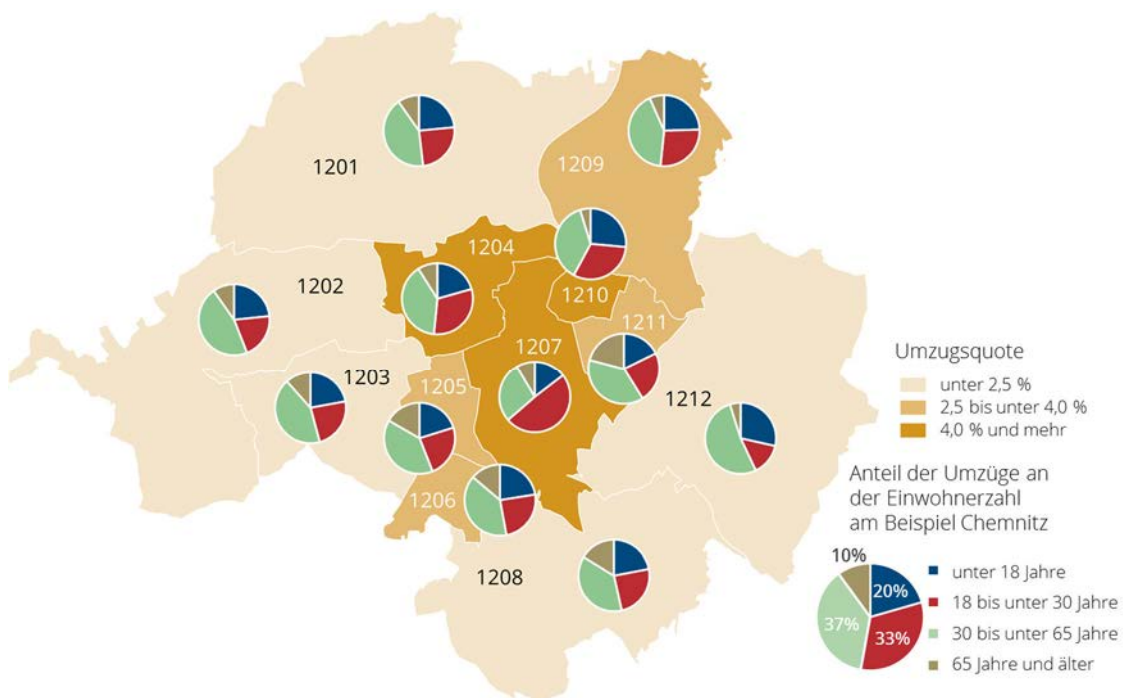 1201
1209
1204
1202
1210
1211
1207
1203
1205
1212
1206
1208
Umzugsquote
unter 2,5 %
2,5 bis unter 4,0 %
4,0 % und mehr
Anteil der Umzüge an
der Einwohnerzahl
am Beispiel Chemnitz
10%
20%
37%
33%
unter 18 Jahre
18 bis unter 30 Jahre
30 bis unter 65 Jahre
65 Jahre und älter